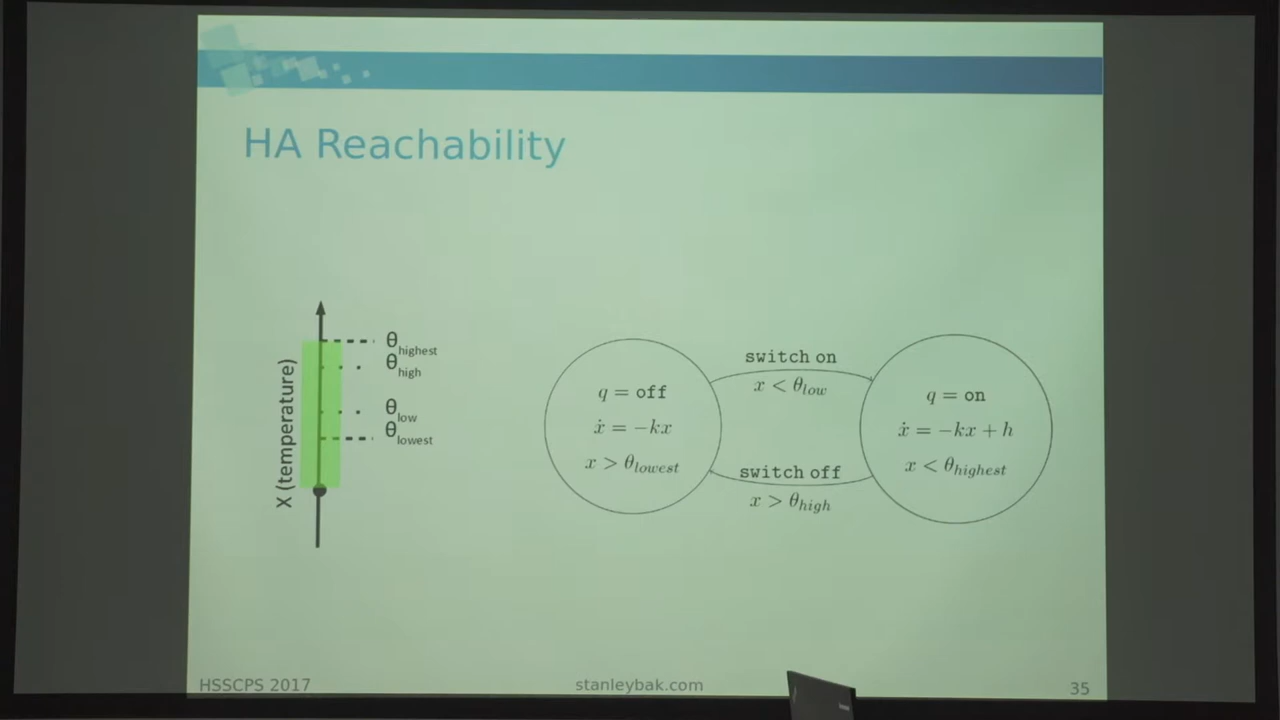 HA Reachability
X (temperature)
θhighest
θhigh
θlow
θlowest
q = off
ẋ = −kx
x > θlowest
switch on
x < θlow
switch off
x > θhigh
q = on
ẋ = −kx + h
x < θhighest
HSSCPS 2017
stanleybak.com
35